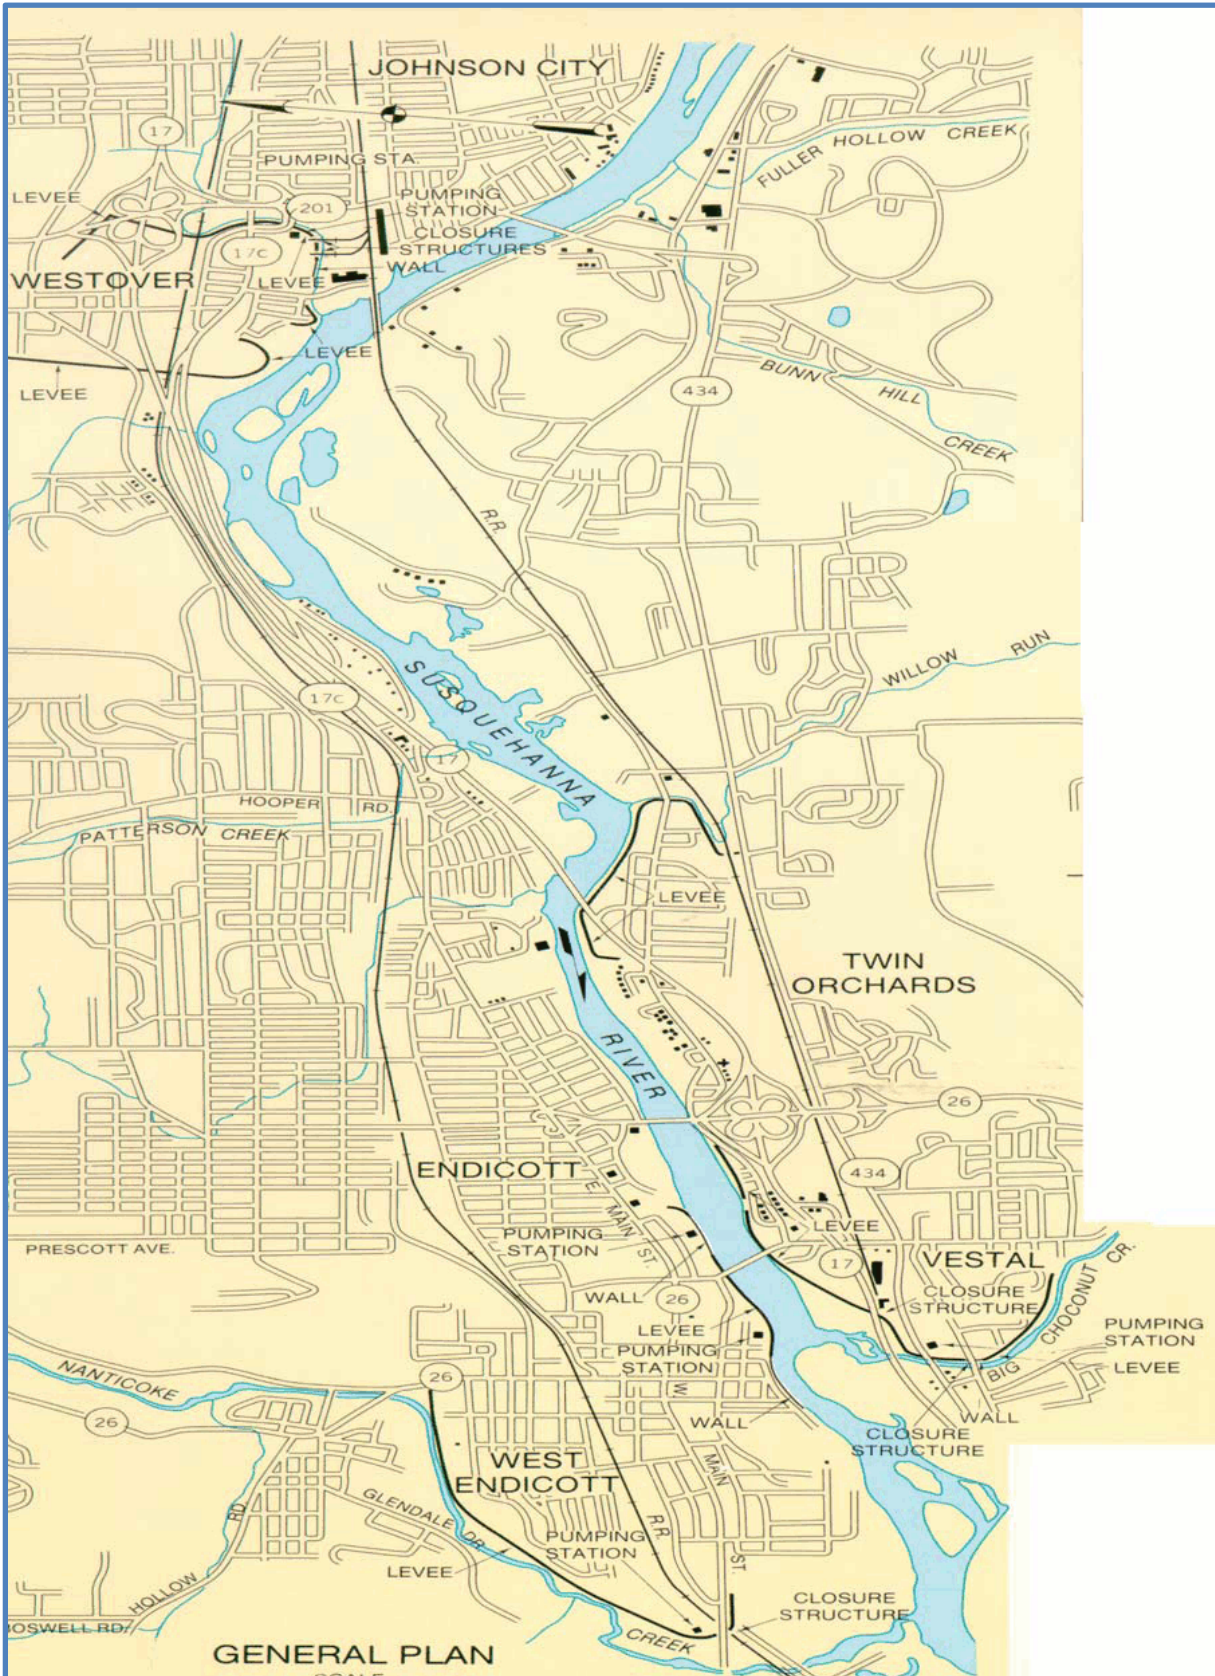 JOHNSON CITY
17
FULLER HOLLOW CREEK
PUMPING STA.
LEVEE
201
PUMPING
STATION
CLOSURE
STRUCTURES
17C
WALL
WESTOVER
LEVEE
LEVEE
LEVEE
434
BUNN HILL
CREEK
R.R.
WILLOW RUN
SUSQUEHANNA
17C
17
HOOPER RD.
PATTERSON CREEK
LEVEE
TWIN
ORCHARDS
RIVER
26
ENDICOTT
434
E. MAIN ST.
PUMPING
STATION
LEVEE
PRESCOTT AVE.
17
VESTAL
WALL
26
CLOSURE
STRUCTURE
BIG CHOCONUT CR.
LEVEE
PUMPING
STATION
PUMPING
STATION
LEVEE
NANTICOKE
26
26
W. MAIN ST.
WALL
WALL
CLOSURE
STRUCTURE
WEST
ENDICOTT
GLENDALE DR
PUMPING
STATION
R.R.
LEVEE
HOLLOW RD
CLOSURE
STRUCTURE
BOSWELL RD.
CREEK
GENERAL PLAN